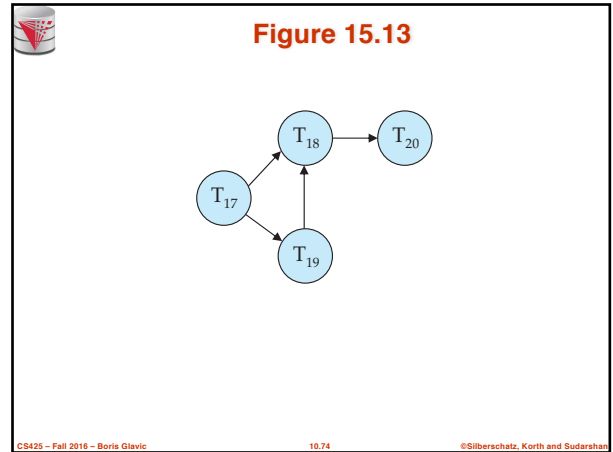 Figure 15.13
T18
T20
T17
T19
CS425 – Fall 2016 – Boris Glavic
10.74
©Silberschatz, Korth and Sudarshan